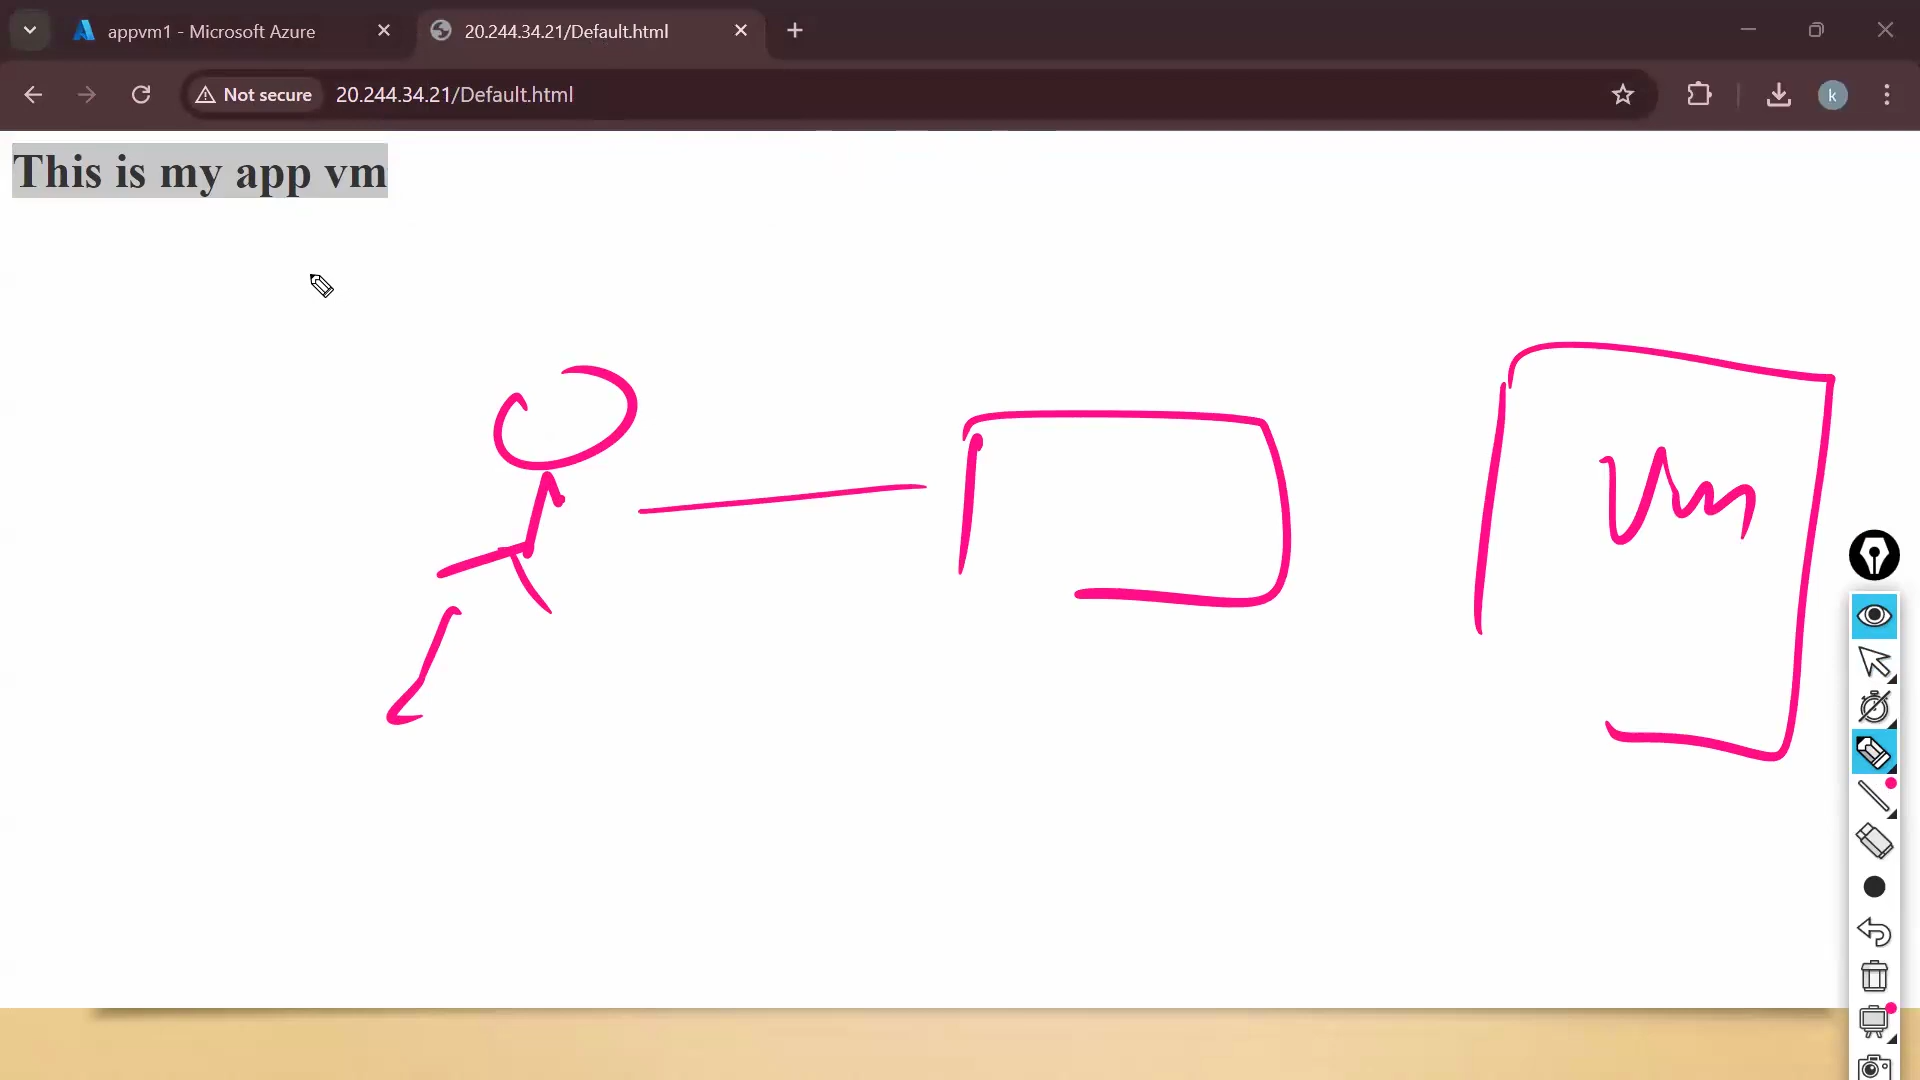 appvm1 - Microsoft Azure
20.244.34.21/Default.html
Not secure
20.244.34.21/Default.html
k
This is my app vm
Vm